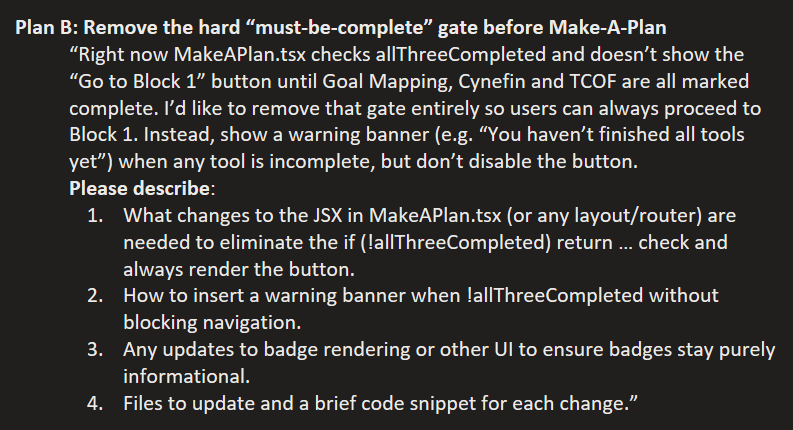 Plan B: Remove the hard “must-be-complete” gate before Make-A-Plan
“Right now MakeAPlan.tsx checks allThreeCompleted and doesn’t show the
“Go to Block 1” button until Goal Mapping, Cynefin and TCOF are all marked
complete. I’d like to remove that gate entirely so users can always proceed to
Block 1. Instead, show a warning banner (e.g. “You haven’t finished all tools
yet”) when any tool is incomplete, but don’t disable the button.
Please describe:
1. What changes to the JSX in MakeAPlan.tsx (or any layout/router) are
needed to eliminate the if (!allThreeCompleted) return … check and
always render the button.
2. How to insert a warning banner when !allThreeCompleted without
blocking navigation.
3. Any updates to badge rendering or other UI to ensure badges stay purely
informational.
4. Files to update and a brief code snippet for each change.”